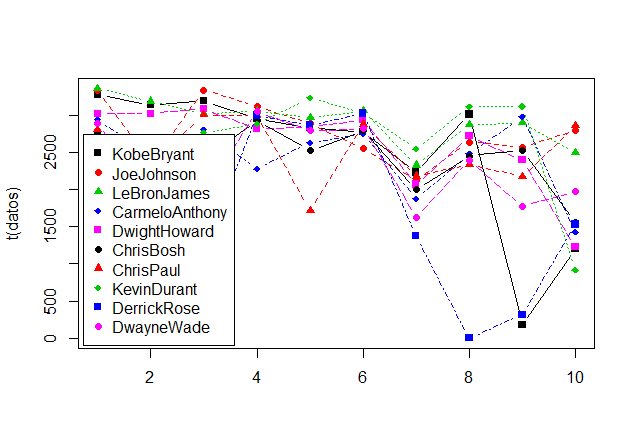 t(datos)
2500
1500
500
0
KobeBryant
JoeJohnson
LeBronJames
CarmeloAnthony
DwightHoward
ChrisBosh
ChrisPaul
KevinDurant
DerrickRose
DwayneWade
2 4 6 8 10